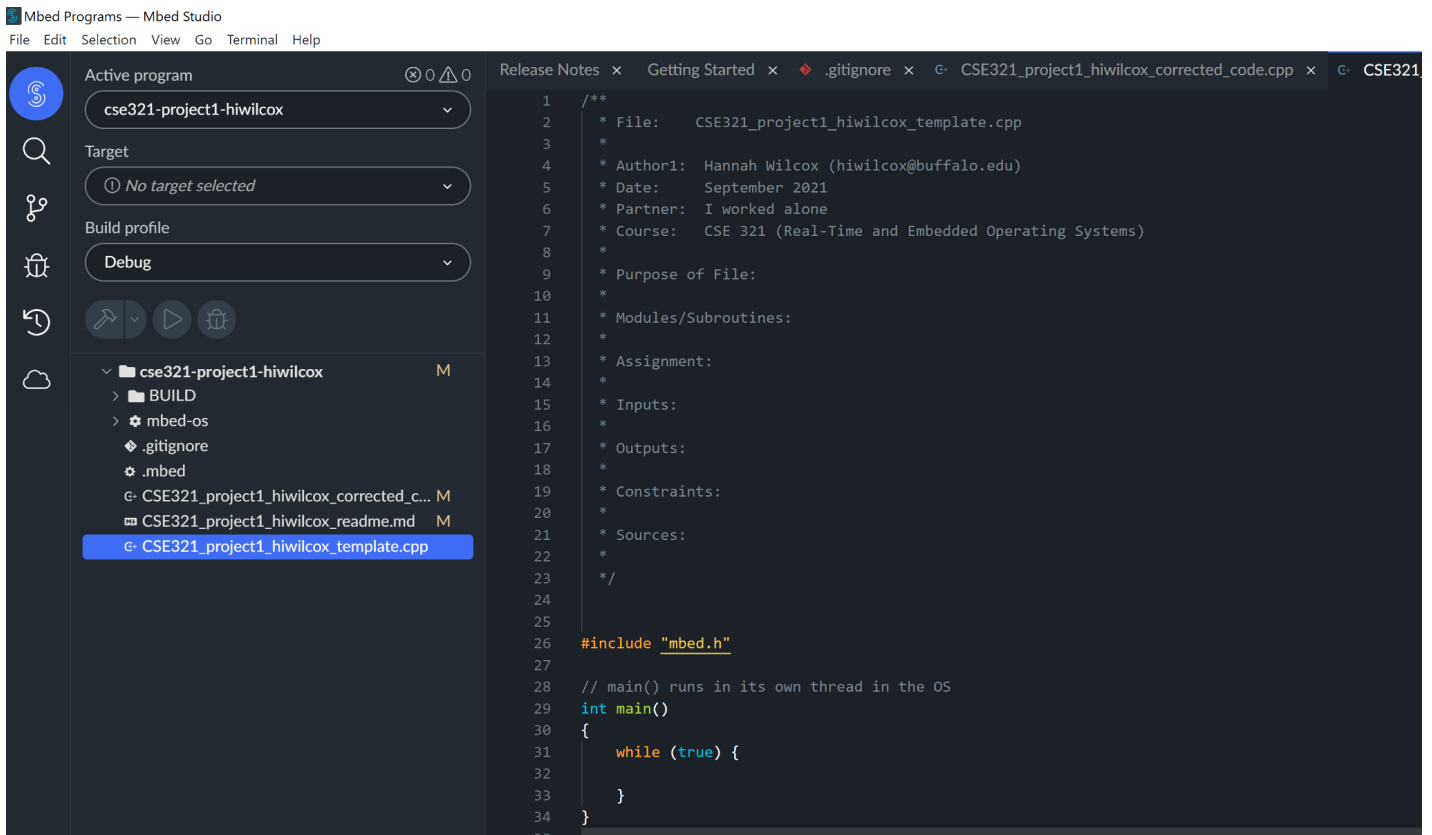 Mbed Programs — Mbed Studio
File Edit Selection View Go Terminal Help
Active program 0 0
cse321-project1-hiwilcox
Target
No target selected
Build profile
Debug
cse321-project1-hiwilcox M
BUILD
mbed-os
.gitignore
.mbed
CSE321_project1_hiwilcox_corrected_c... M
CSE321_project1_hiwilcox_readme.md M
CSE321_project1_hiwilcox_template.cpp
Release Notes × Getting Started × .gitignore × CSE321_project1_hiwilcox_corrected_code.cpp × CSE321_
1 /**
2 * File: CSE321_project1_hiwilcox_template.cpp
3 *
4 * Author1: Hannah Wilcox (hiwilcox@buffalo.edu)
5 * Date: September 2021
6 * Partner: I worked alone
7 * Course: CSE 321 (Real-Time and Embedded Operating Systems)
8 *
9 * Purpose of File:
10 *
11 * Modules/Subroutines:
12 *
13 * Assignment:
14 *
15 * Inputs:
16 *
17 * Outputs:
18 *
19 * Constraints:
20 *
21 * Sources:
22 *
23 */
24
25
26 #include "mbed.h"
27
28 // main() runs in its own thread in the OS
29 int main()
30 {
31 while (true) {
32
33 }
34 }